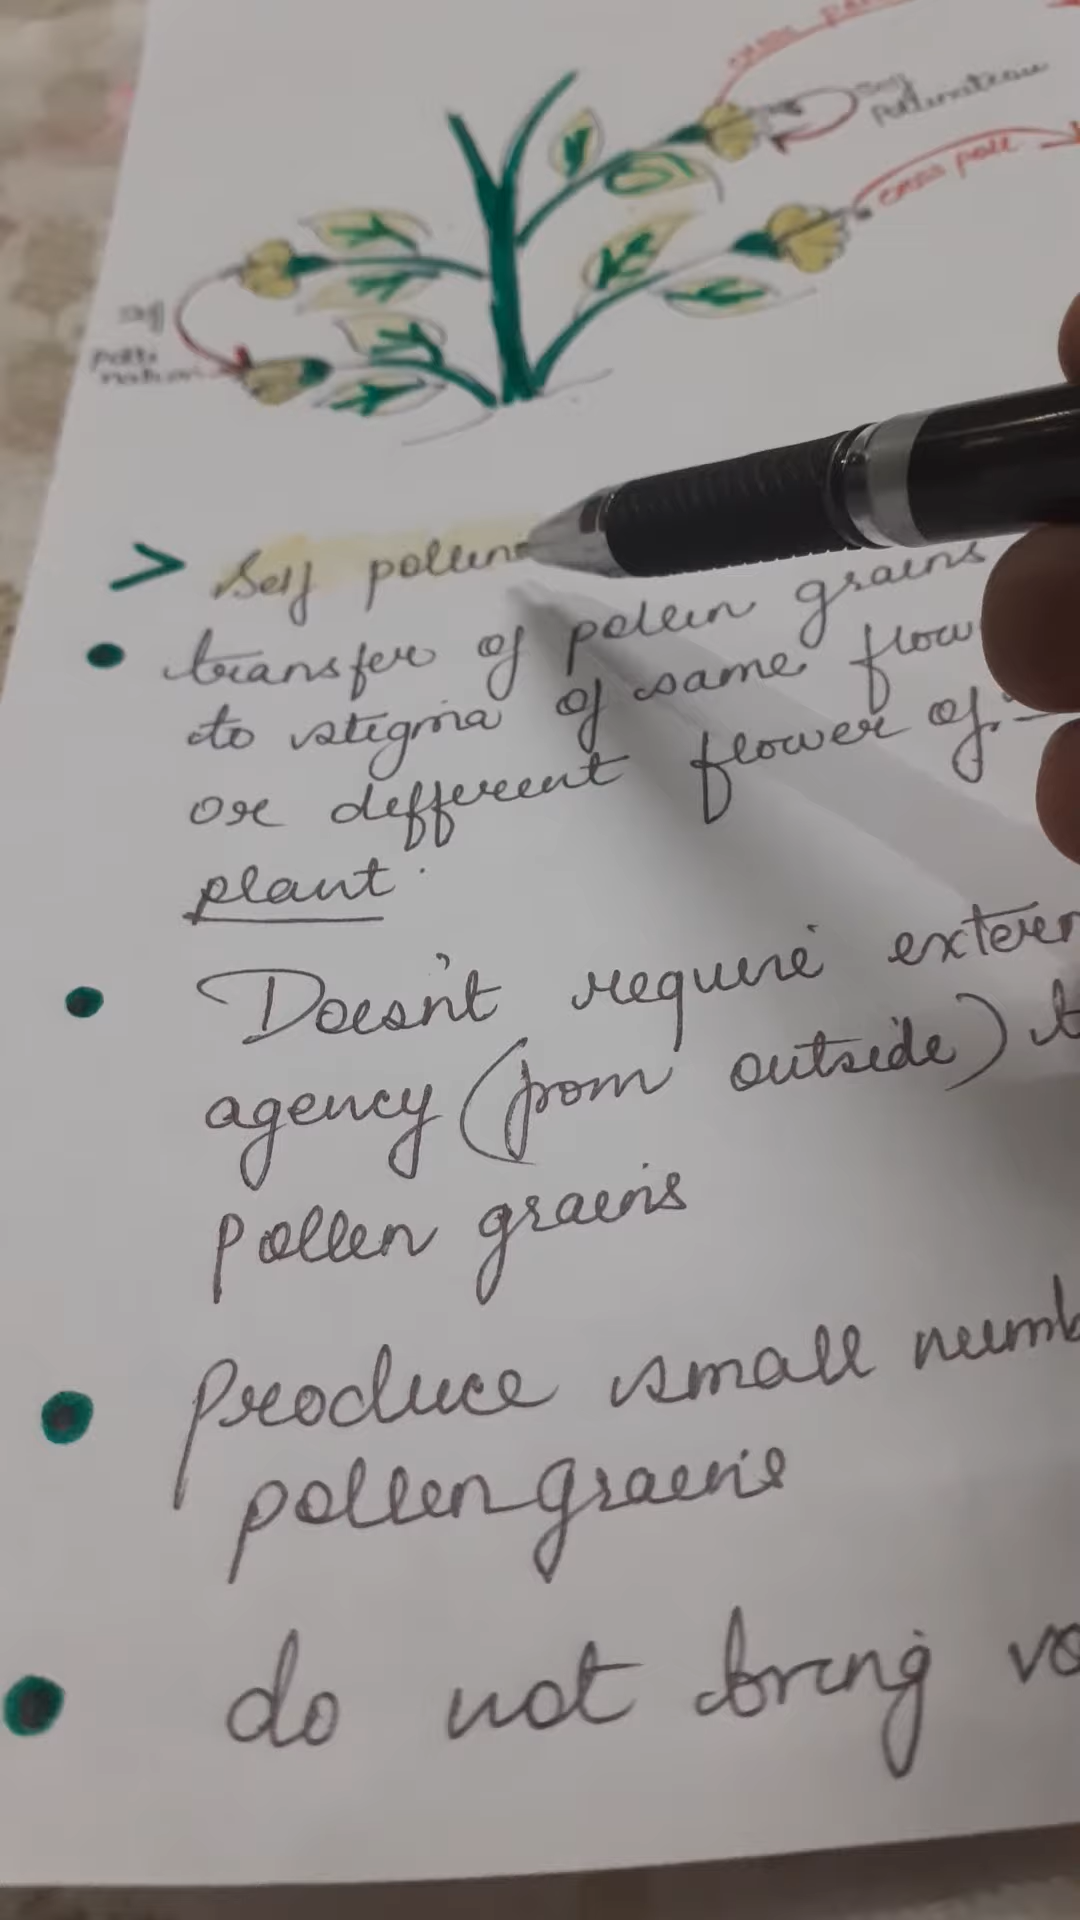 cross
self
pollination
cross poll
self
polli
nation
> Self pollin
• transfer of pollen grains
to stigma of same flow
or different flower of
plant.
• Doesn't require extern
agency (from outside) t
pollen grains
• Produce small numb
pollen grains
• do not bring va